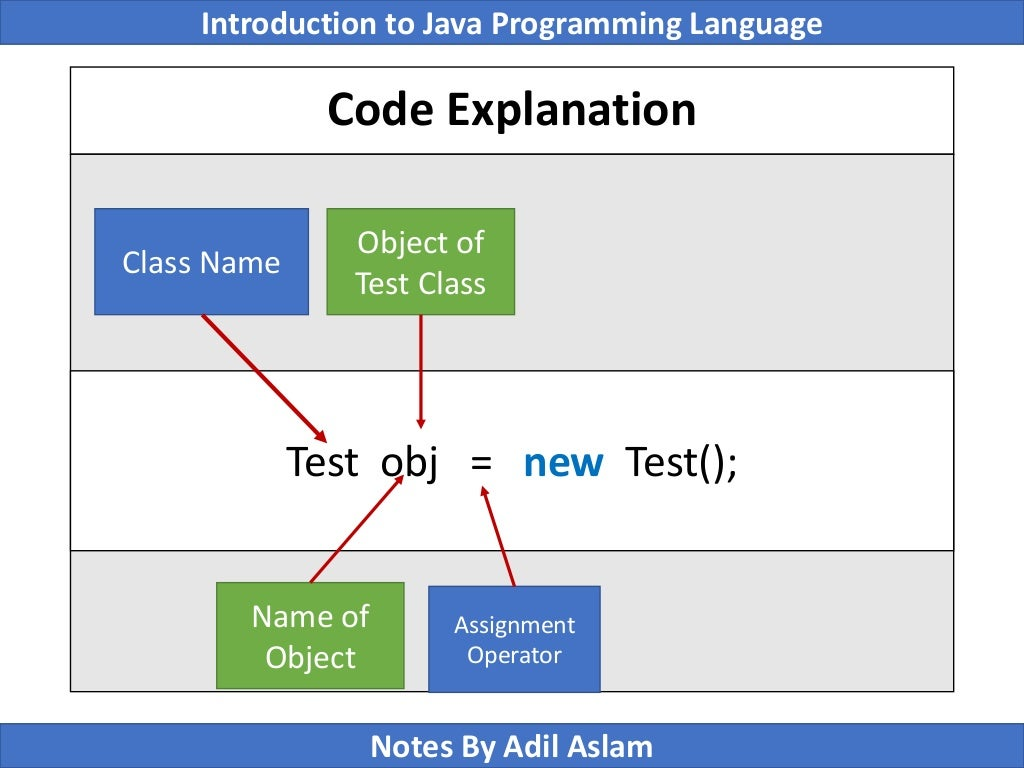 Introduction to Java Programming Language
Code Explanation
Class Name
Object of
Test Class
Test obj = new Test();
Name of
Object
Assignment
Operator
Notes By Adil Aslam